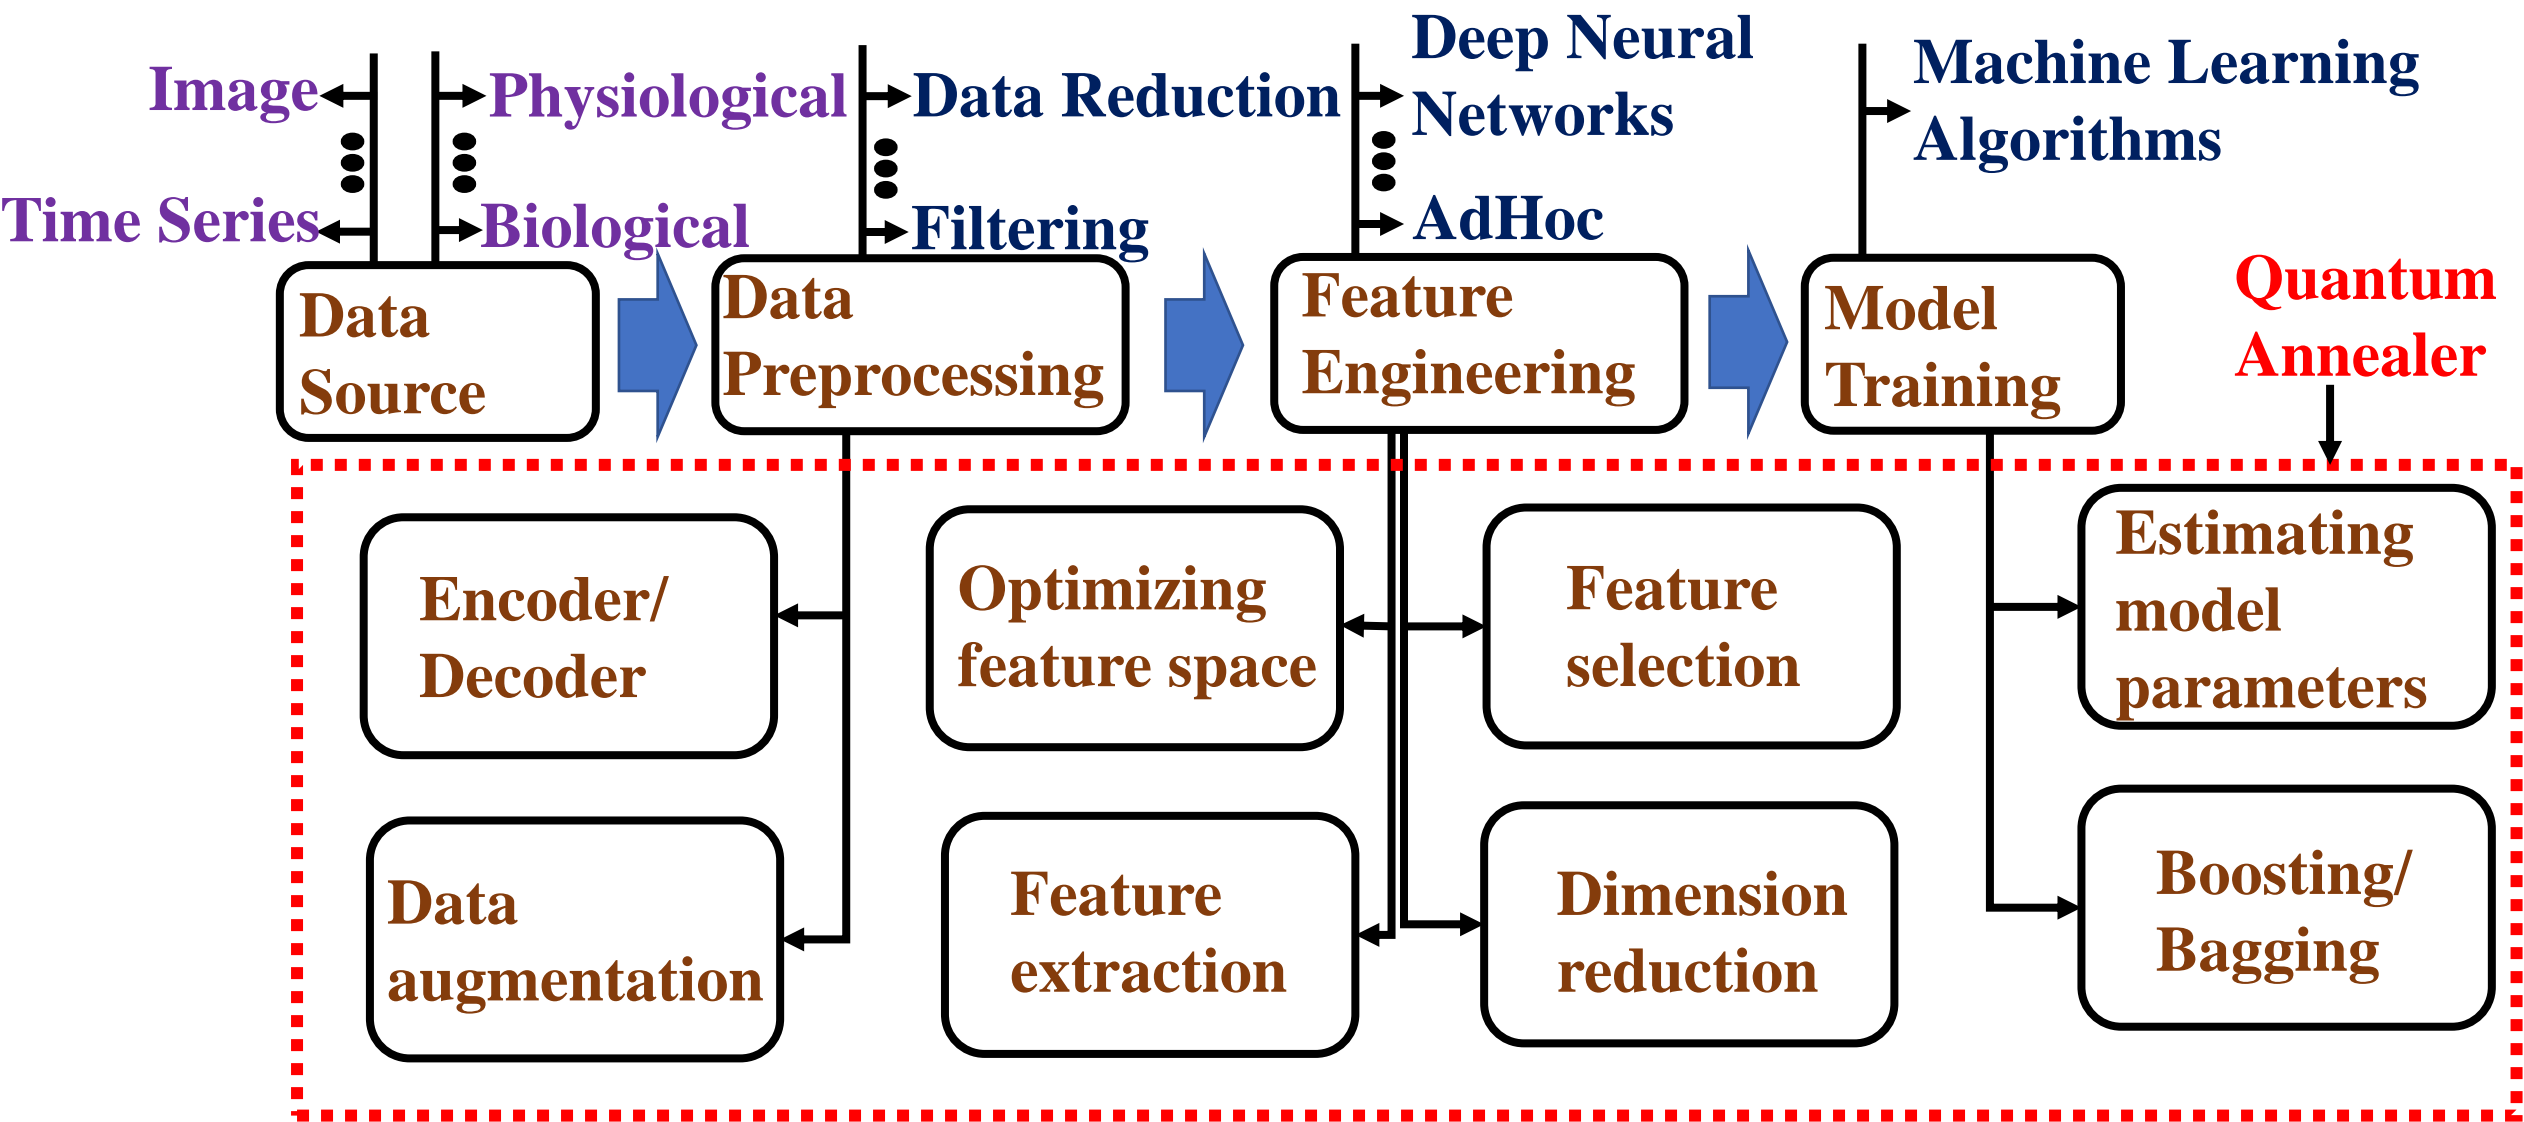 Image
Time Series
Physiological
Biological
Data Reduction
Filtering
Deep Neural
Networks
AdHoc
Machine Learning
Algorithms
Data
Source
Data
Preprocessing
Feature
Engineering
Model
Training
Quantum
Annealer
Encoder/
Decoder
Optimizing
feature space
Feature
selection
Estimating
model
parameters
Data
augmentation
Feature
extraction
Dimension
reduction
Boosting/
Bagging